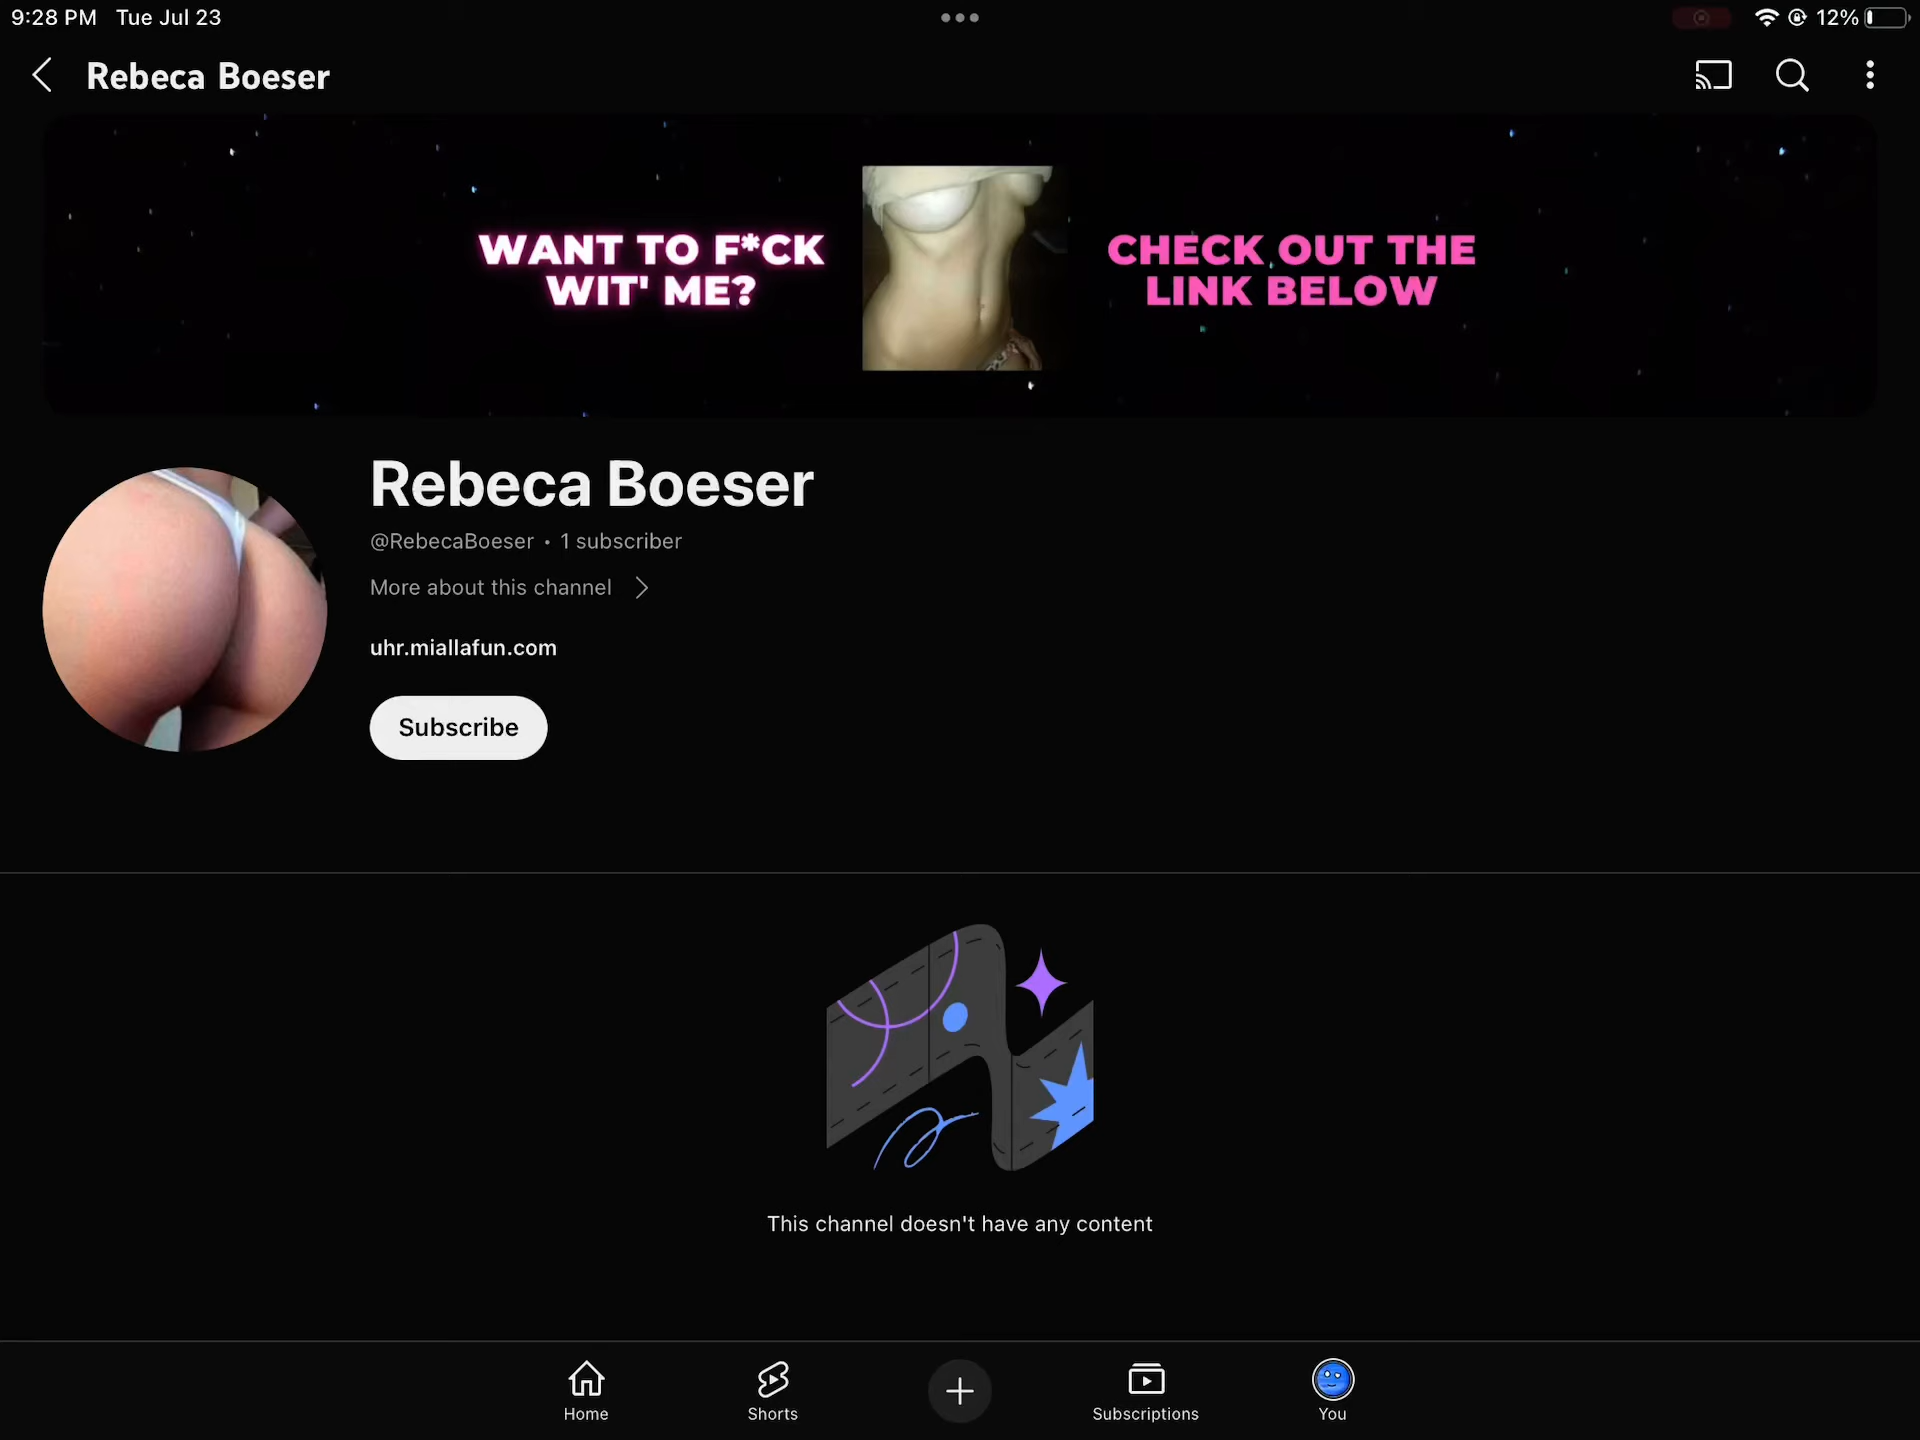 9:28 PM Tue Jul 23
12%
Rebeca Boeser
WANT TO F*CK
WIT' ME?
CHECK OUT THE
LINK BELOW
Rebeca Boeser
@RebecaBoeser • 1 subscriber
More about this channel
uhr.miallafun.com
Subscribe
This channel doesn't have any content
Home
Shorts
Subscriptions
You